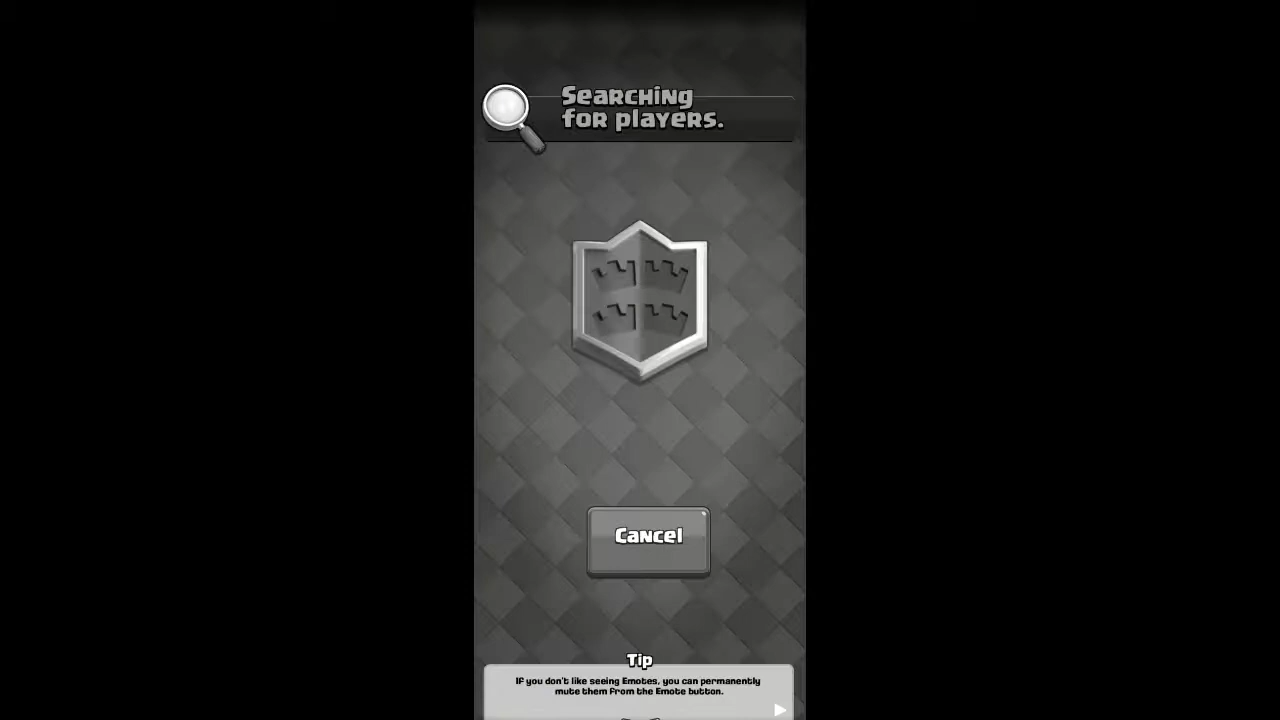 Searching
for players.
Cancel
Tip
If you don't like seeing Emotes, you can permanently
mute them from the Emote button.